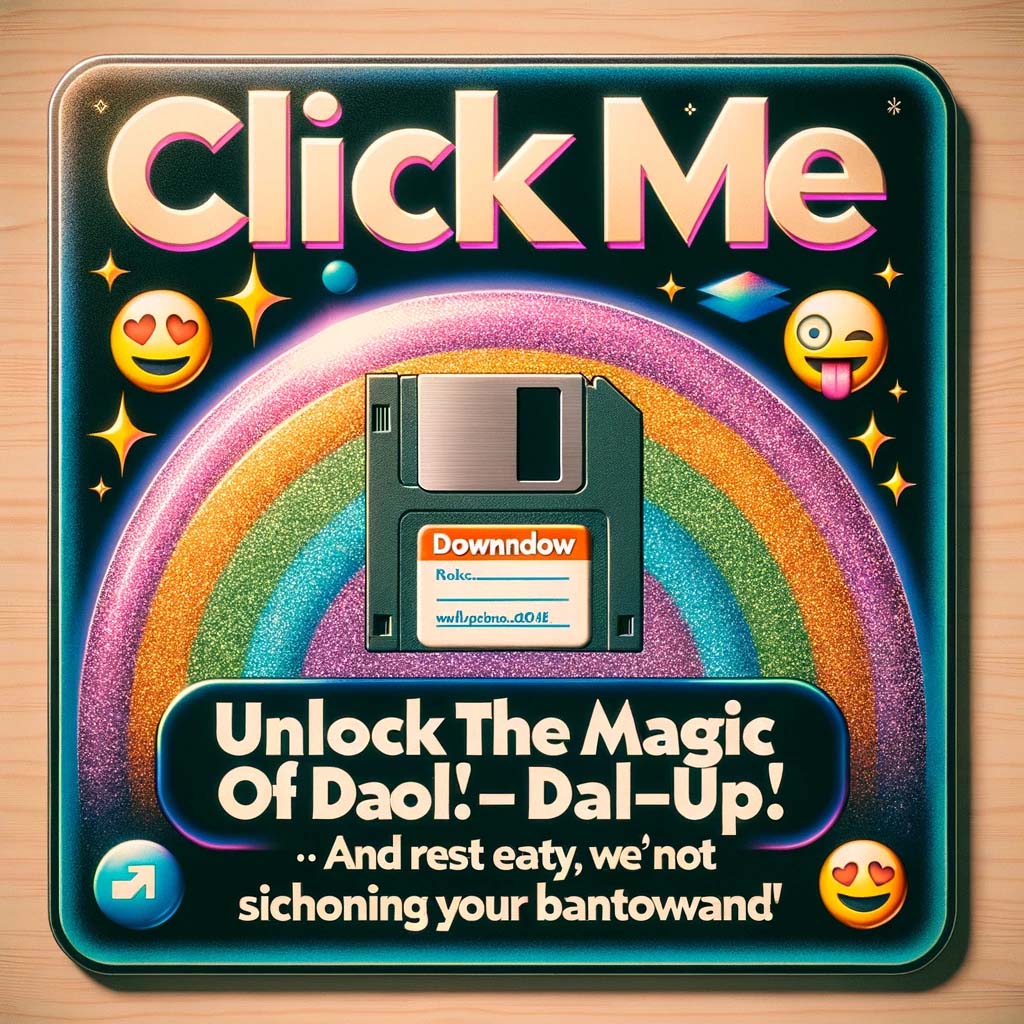 Click Me
Downndow
Rokc.
Unlock The Magic
Of Daol!–Dal–Up!
·· And rest eaty, we'not
sichoning your bantowand!'